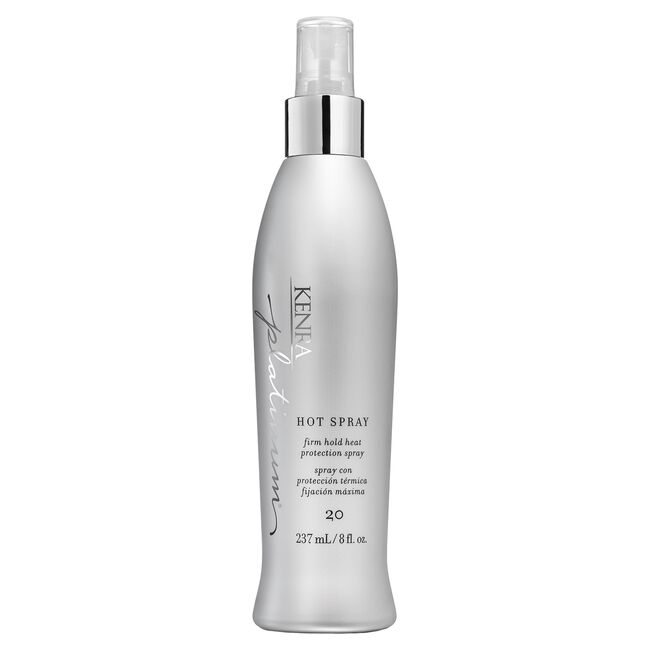 KENRA
platinum
HOT SPRAY
firm hold heat
protection spray
spray con
protección térmica
fijación máxima
20
237 mL/8 fl. oz.